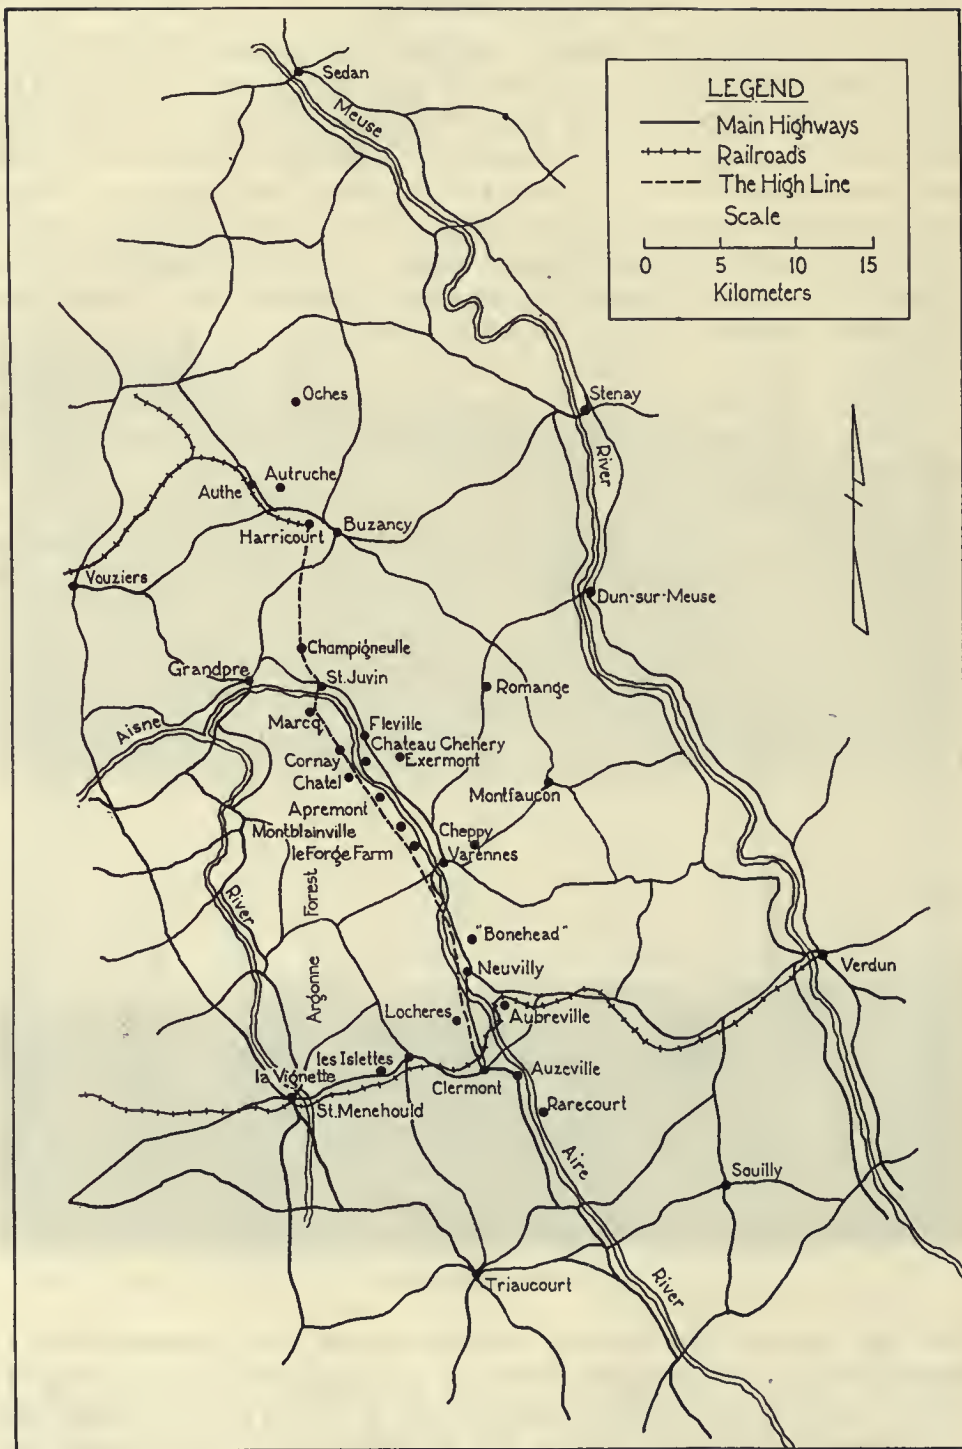 Sedan
Meuse
LEGEND
Main Highways
Railroads
The High Line
Scale
0 5 10 15
Kilometers
Oches
Stenay
River
Autruche
Authe
Harricourt
Buzancy
Vouziers
Dun-sur-Meuse
Champigneulle
Grandpre
St. Juvin
Romange
Aisne
Marcq
Fleville
Chateau Chehery
Cornay
Exermont
Chatel
Montfaucon
Apremont
Montblainville
Cheppy
le Forge Farm
Varennes
River
Argonne Forest
"Bonehead"
Neuvilly
Verdun
Locheres
Aubreville
les Islettes
la Vignette
Clermont
Auzeville
St. Menehould
Rarecourt
Aire
Souilly
River
Triaucourt